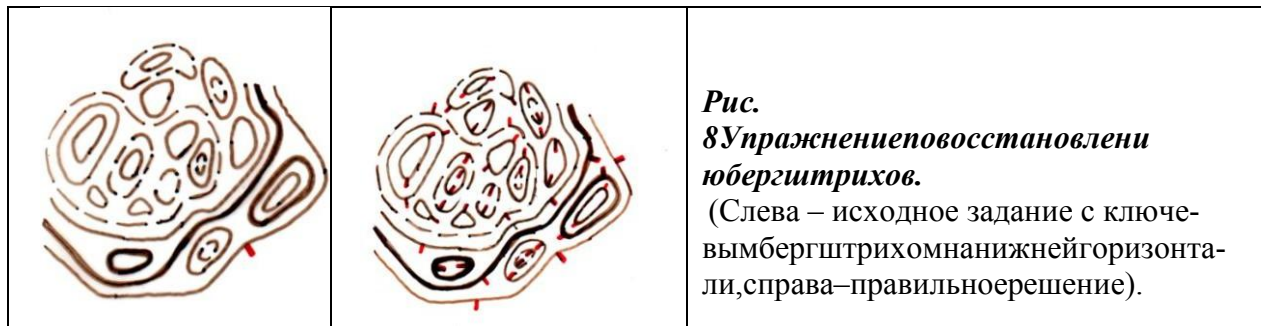 Рис.
8Упражнениеповосстановлени
юбергштрихов.
(Слева – исходное задание с ключе-
вымбергштрихомнанижнейгоризонта-
ли,справа–правильноерешение).